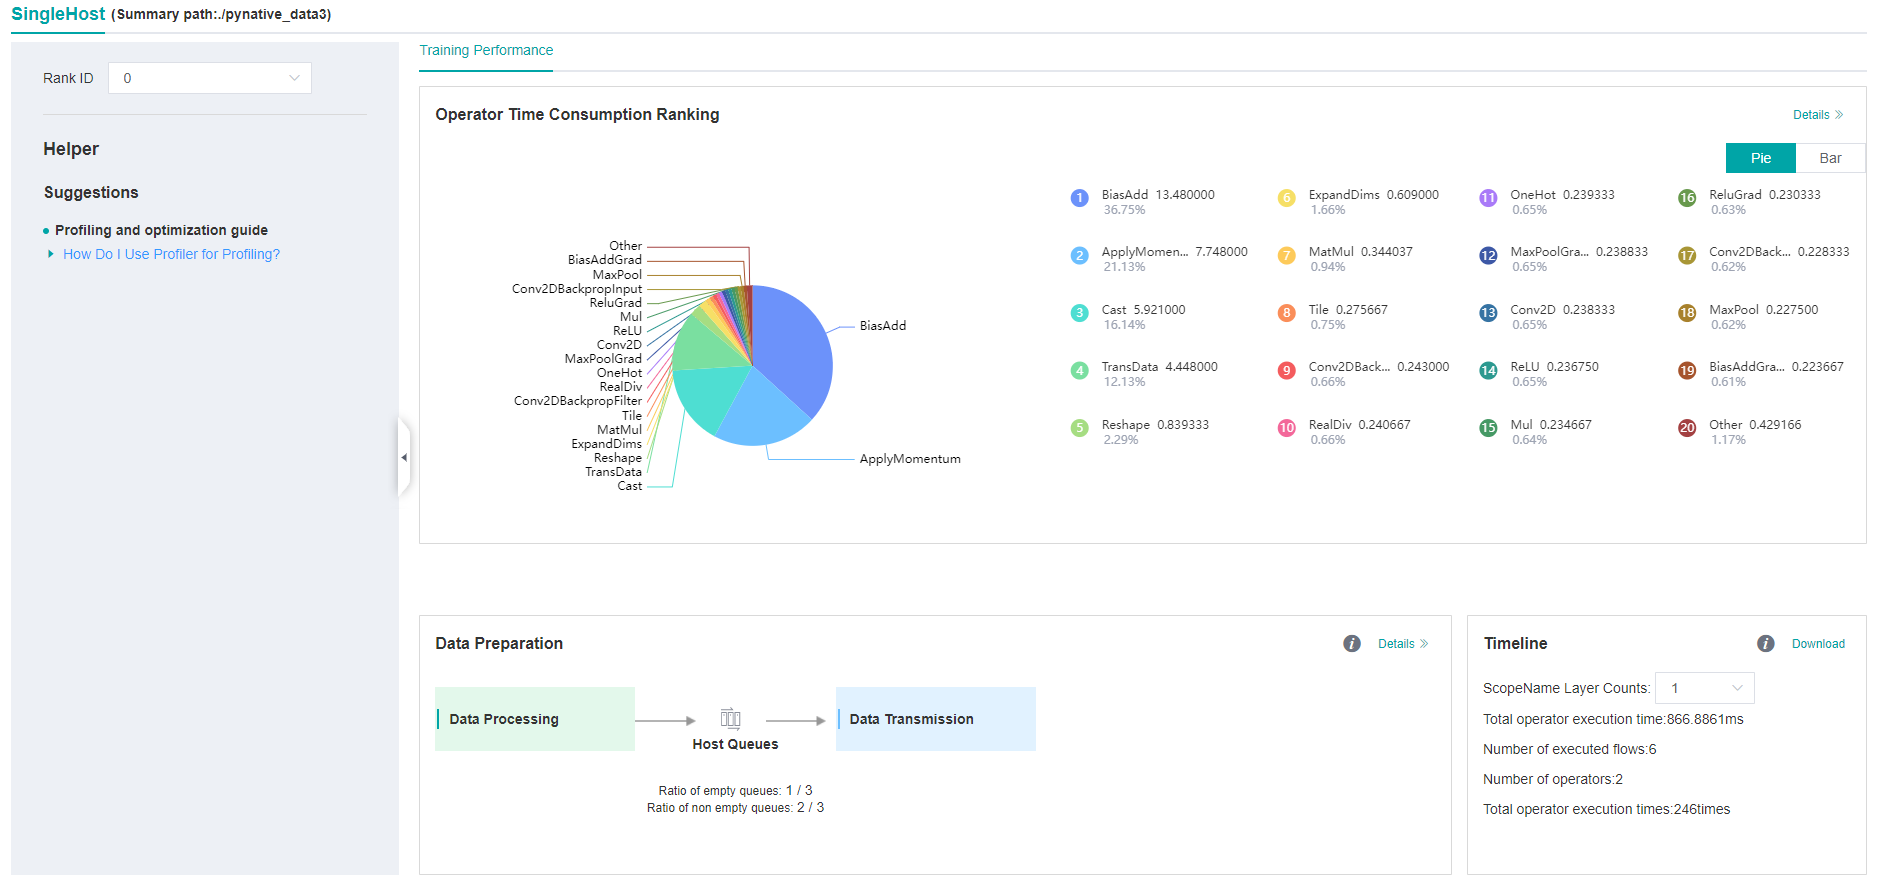 SingleHost (Summary path:./pynative_data3)
Rank ID 0
Helper
Suggestions
Profiling and optimization guide
How Do I Use Profiler for Profiling?
Training Performance
Operator Time Consumption Ranking
Details
Pie Bar
Other
BiasAddGrad
MaxPool
Conv2DBackpropInput
ReluGrad
Mul
ReLU
Conv2D
MaxPoolGrad
OneHot
RealDiv
Conv2DBackpropFilter
Tile
MatMul
ExpandDims
Reshape
TransData
Cast
BiasAdd
ApplyMomentum
1 BiasAdd 13.480000
36.75%
2 ApplyMomen... 7.748000
21.13%
3 Cast 5.921000
16.14%
4 TransData 4.448000
12.13%
5 Reshape 0.839333
2.29%
6 ExpandDims 0.609000
1.66%
7 MatMul 0.344037
0.94%
8 Tile 0.275667
0.75%
9 Conv2DBack... 0.243000
0.66%
10 RealDiv 0.240667
0.66%
11 OneHot 0.239333
0.65%
12 MaxPoolGra... 0.238833
0.65%
13 Conv2D 0.238333
0.65%
14 ReLU 0.236750
0.65%
15 Mul 0.234667
0.64%
16 ReluGrad 0.230333
0.63%
17 Conv2DBack... 0.228333
0.62%
18 MaxPool 0.227500
0.62%
19 BiasAddGra... 0.223667
0.61%
20 Other 0.429166
1.17%
Data Preparation
i Details
Data Processing
Host Queues
Data Transmission
Ratio of empty queues: 1 / 3
Ratio of non empty queues: 2 / 3
Timeline
i Download
ScopeName Layer Counts: 1
Total operator execution time:866.8861ms
Number of executed flows:6
Number of operators:2
Total operator execution times:246times